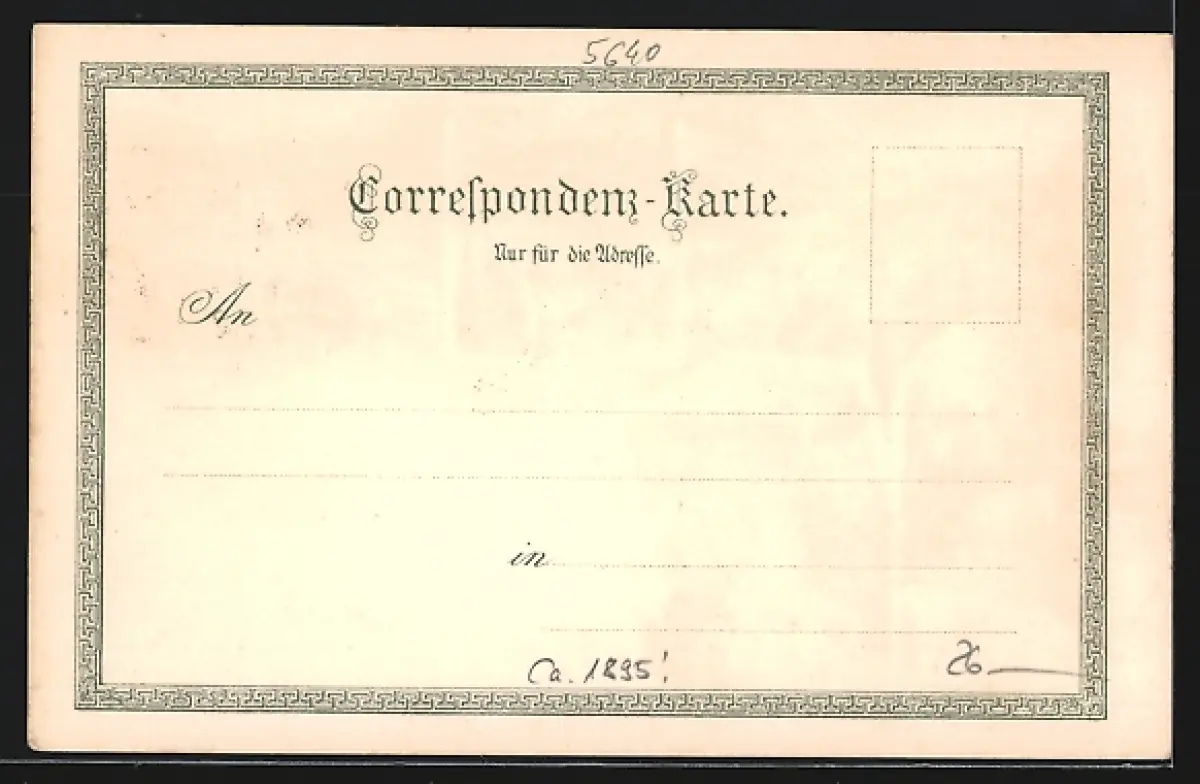 5640
Correſpondenz-Karte.
Nur für die Adreſſe.
An
in
Ca. 1895!
26-